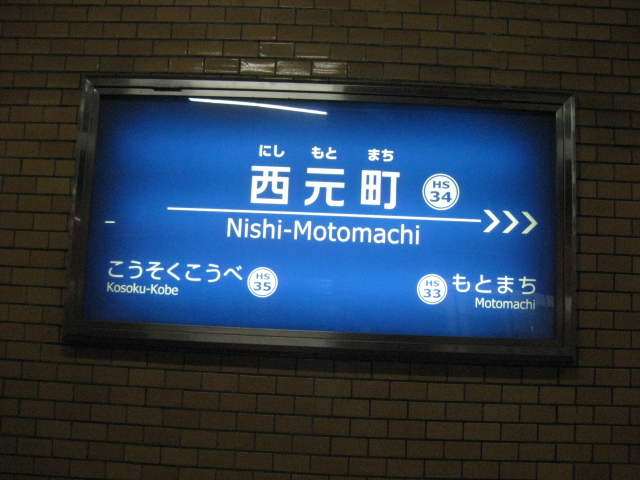 にし もと まち
西元町 HS 34
Nishi-Motomachi
こうそくこうべ HS 35
Kosoku-Kobe
HS 33 もとまち
Motomachi